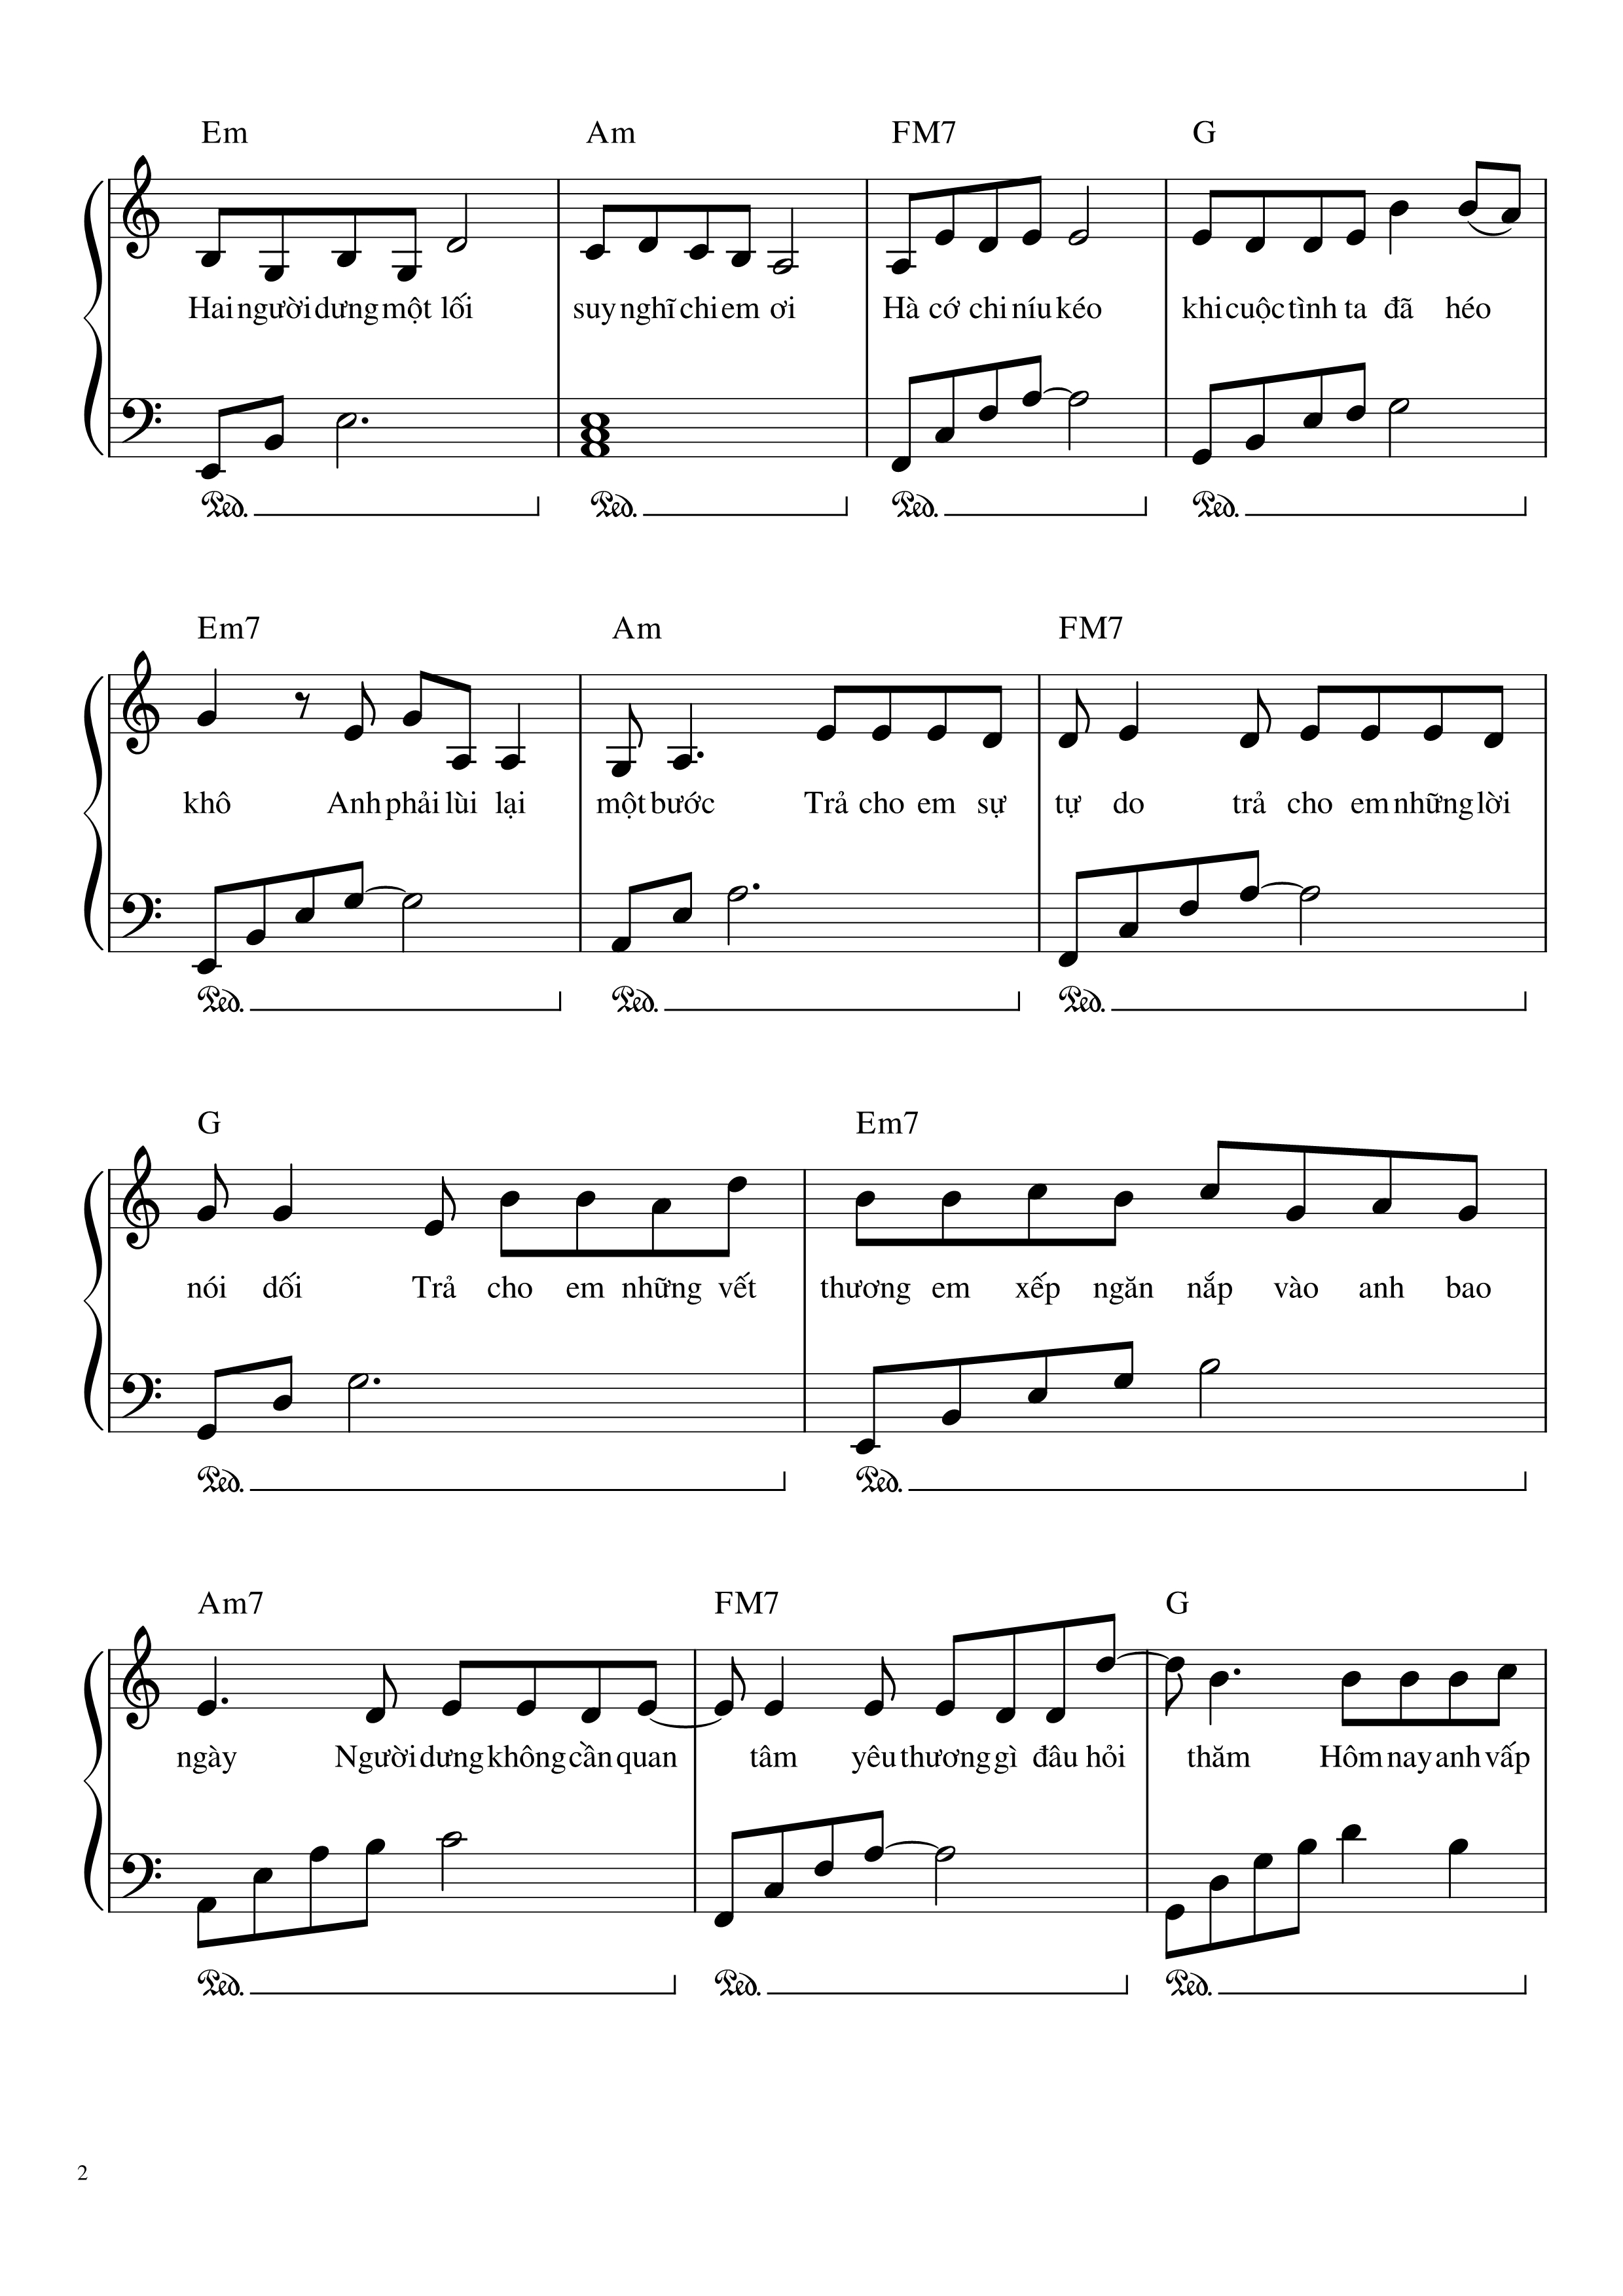 Em Am FM7 G
Hai người dưng một lối suy nghĩ chi em ơi Hà cớ chi níu kéo khi cuộc tình ta đã héo
Ped. Ped. Ped. Ped.
Em7 Am FM7
khô Anh phải lùi lại một bước Trả cho em sự tự do trả cho em những lời
Ped. Ped. Ped.
G Em7
nói dối Trả cho em những vết thương em xếp ngăn nắp vào anh bao
Ped. Ped.
Am7 FM7 G
ngày Người dưng không cần quan tâm yêu thương gì đâu hỏi thăm Hôm nay anh vấp
Ped. Ped. Ped.
2